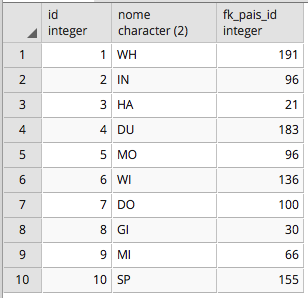 id nome fk_pais_id
integer character (2) integer
1 1 WH 191
2 2 IN 96
3 3 HA 21
4 4 DU 183
5 5 MO 96
6 6 WI 136
7 7 DO 100
8 8 GI 30
9 9 MI 66
10 10 SP 155